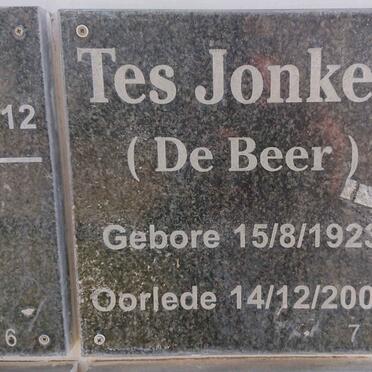 12
6
Tes Jonke
( De Beer )
Gebore 15/8/1923
Oorlede 14/12/200
7